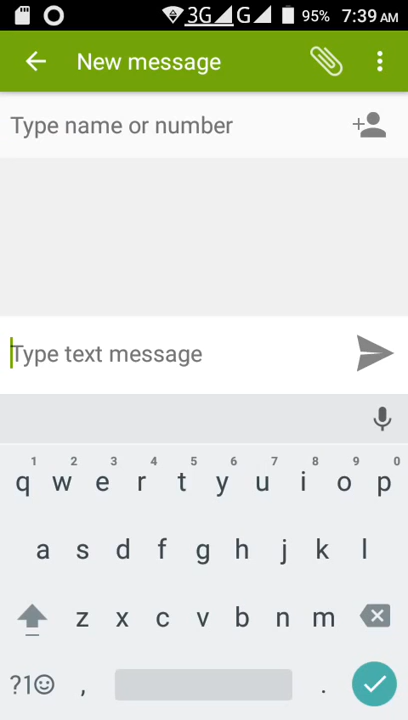 3G G 95% 7:39 AM
New message
Type name or number
Type text message
1 2 3 4 5 6 7 8 9 0
q w e r t y u i o p
a s d f g h j k l
z x c v b n m
?1☺ , .